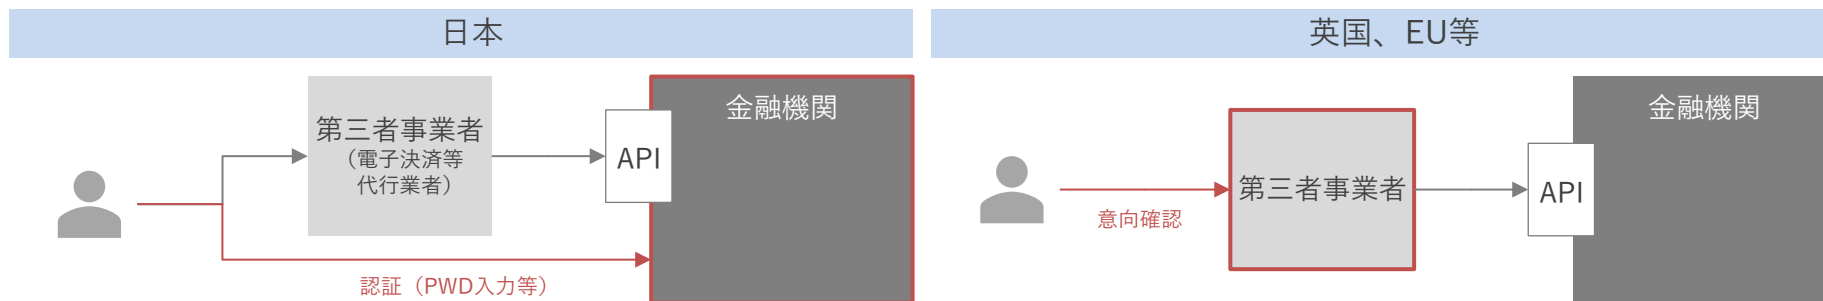 日本
第三者事業者
（電子決済等
代行業者）
API
金融機関
認証（PWD入力等）
英国、EU等
意向確認
第三者事業者
API
金融機関